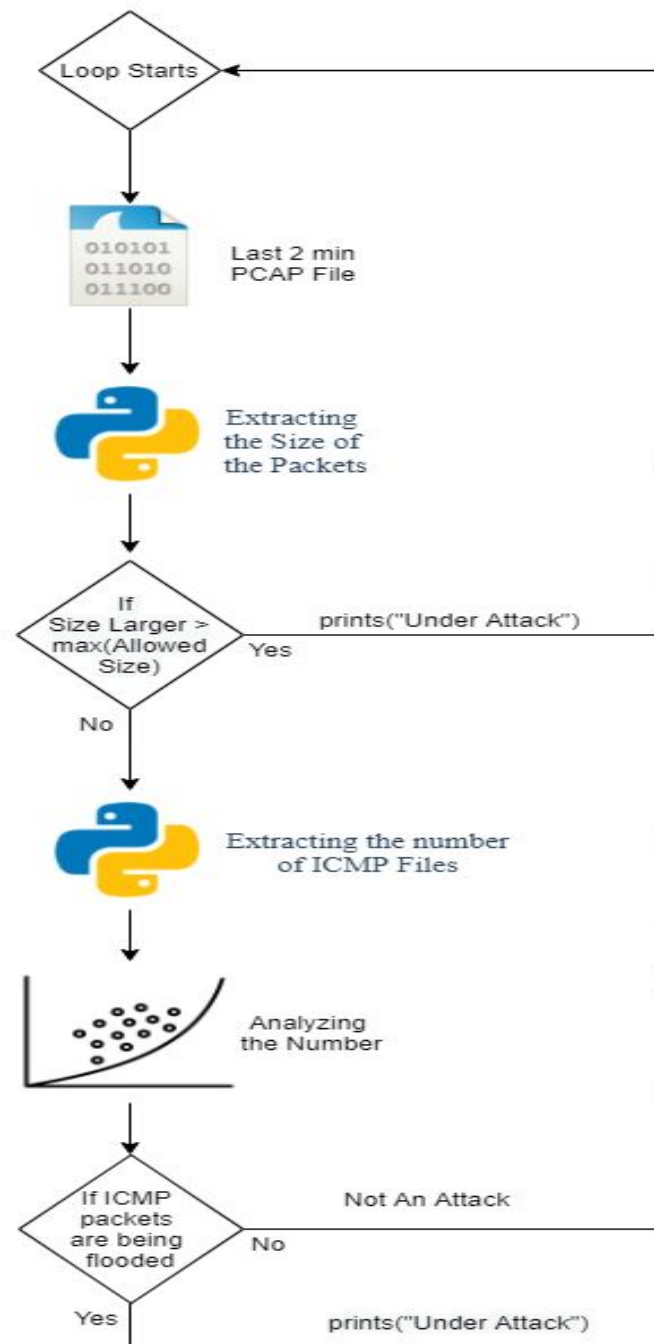 Loop Starts
010101
011010
011100
Last 2 min
PCAP File
Extracting
the Size of
the Packets
If
Size Larger >
max(Allowed
Size)
prints("Under Attack")
Yes
No
Extracting the number
of ICMP Files
Analyzing
the Number
If ICMP
packets
are being
flooded
Not An Attack
No
Yes
prints("Under Attack")